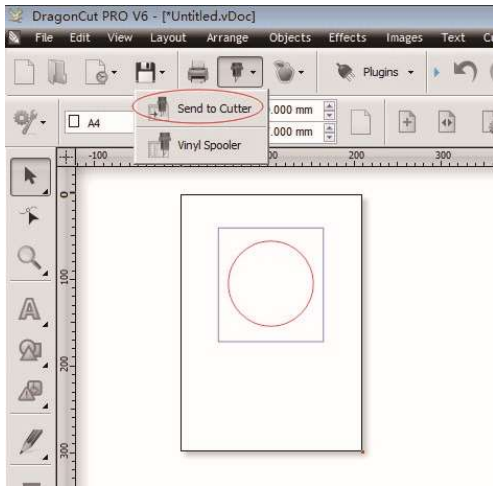 DragonCut PRO V6 - [*Untitled.vDoc]
File Edit View Layout Arrange Objects Effects Images Text
Plugins
Send to Cutter
A4
.000 mm
.000 mm
Vinyl Spooler
-100 200 300
0
100
200
300